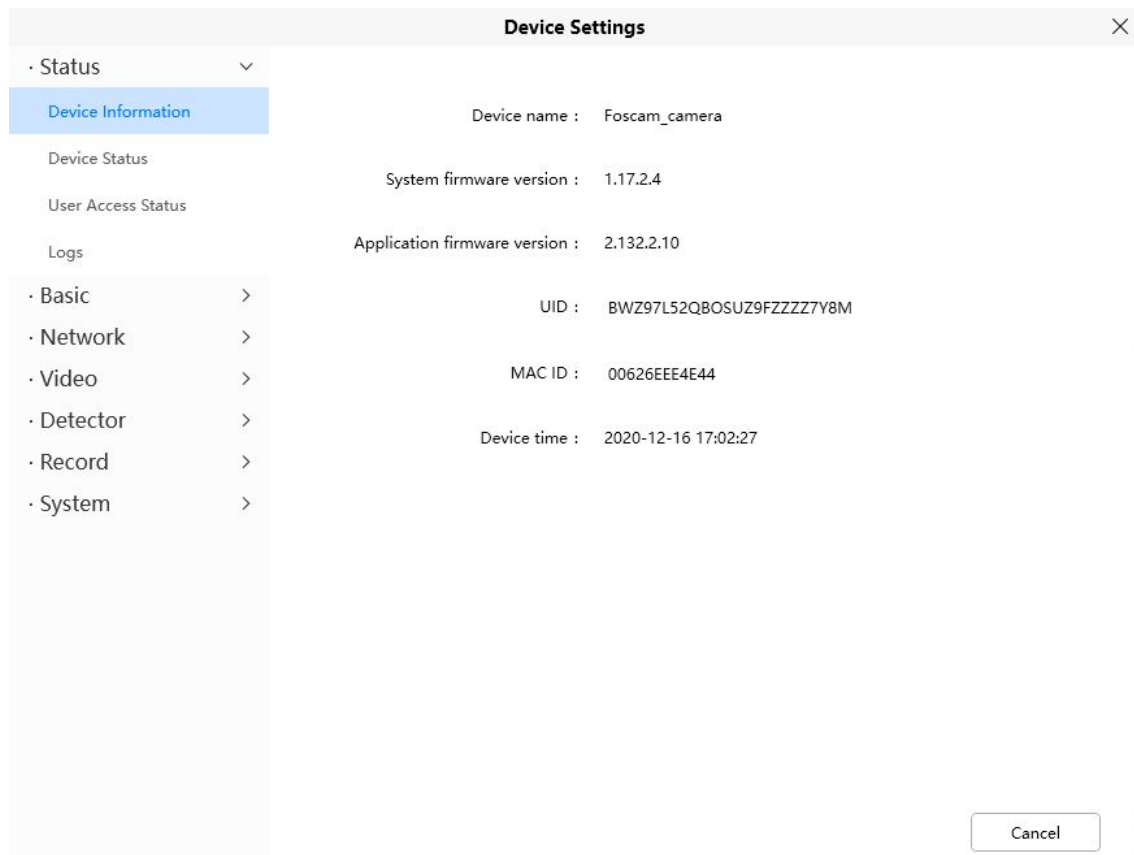 Device Settings
· Status
Device Information
Device Status
User Access Status
Logs
· Basic
· Network
· Video
· Detector
· Record
· System
Device name : Foscam_camera
System firmware version : 1.17.2.4
Application firmware version : 2.132.2.10
UID : BWZ97L52QBOSUZ9FZZZZ7Y8M
MAC ID : 00626EEE4E44
Device time : 2020-12-16 17:02:27
Cancel